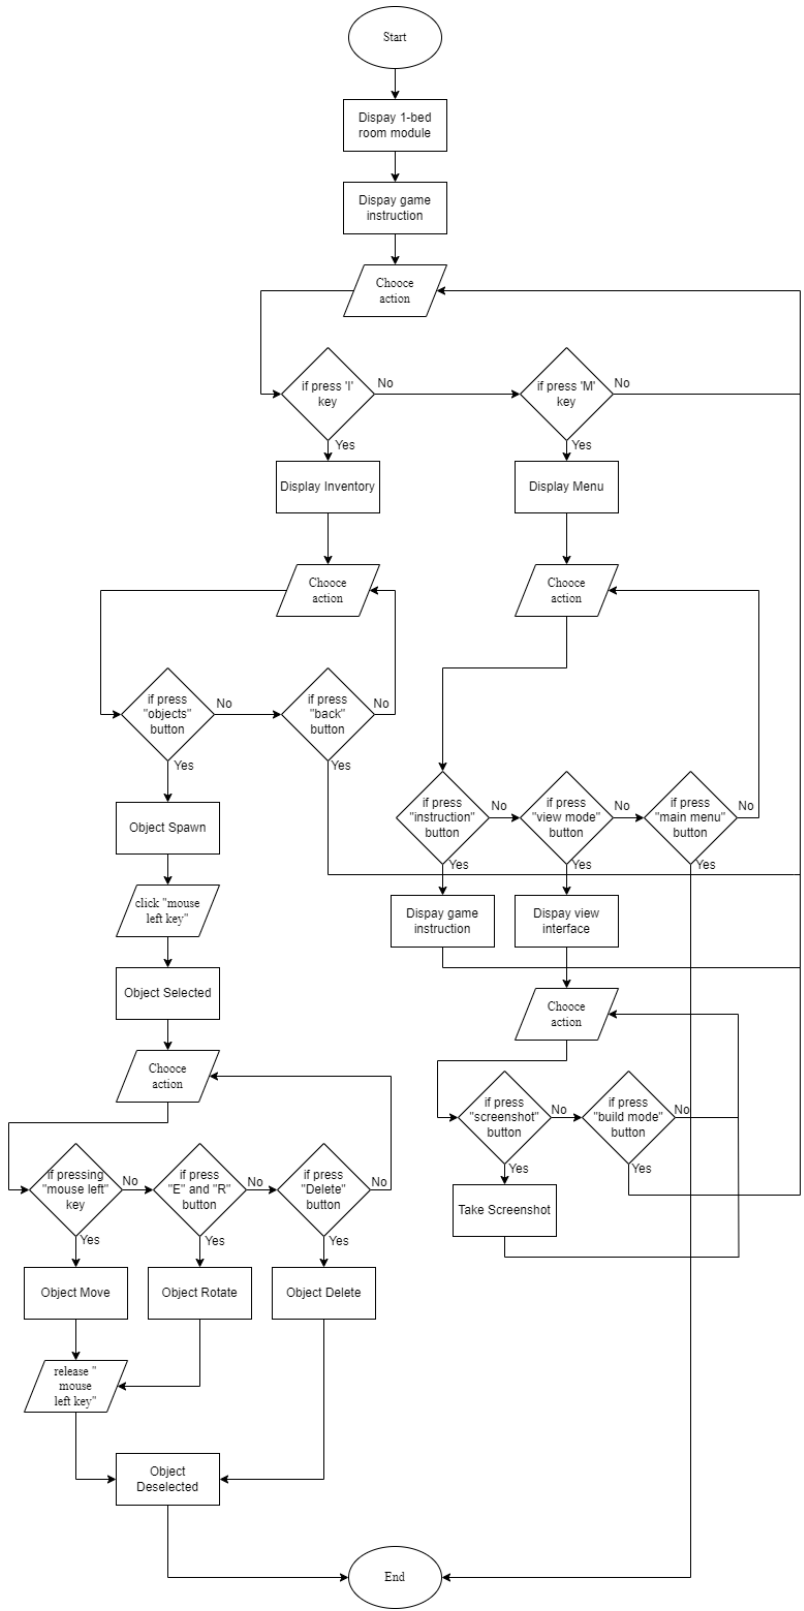 Start
Dispay 1-bed
room module
Dispay game
instruction
Chooce
action
if press 'I'
key
No
if press 'M'
key
No
Yes
Yes
Display Inventory
Display Menu
Chooce
action
Chooce
action
if press
"objects"
button
No
if press
"back"
button
No
Yes
Yes
if press
"instruction"
button
No
if press
"view mode"
button
No
if press
"main menu"
button
No
Object Spawn
Yes
Yes
Yes
click "mouse
left key"
Dispay game
instruction
Dispay view
interface
Object Selected
Chooce
action
Chooce
action
if press
"screenshot"
button
No
if press
"build mode"
button
No
Yes
Yes
if pressing
"mouse left"
key
No
if press
"E" and "R"
button
No
if press
"Delete"
button
No
Take Screenshot
Yes
Yes
Yes
Object Move
Object Rotate
Object Delete
release "
mouse
left key"
Object
Deselected
End